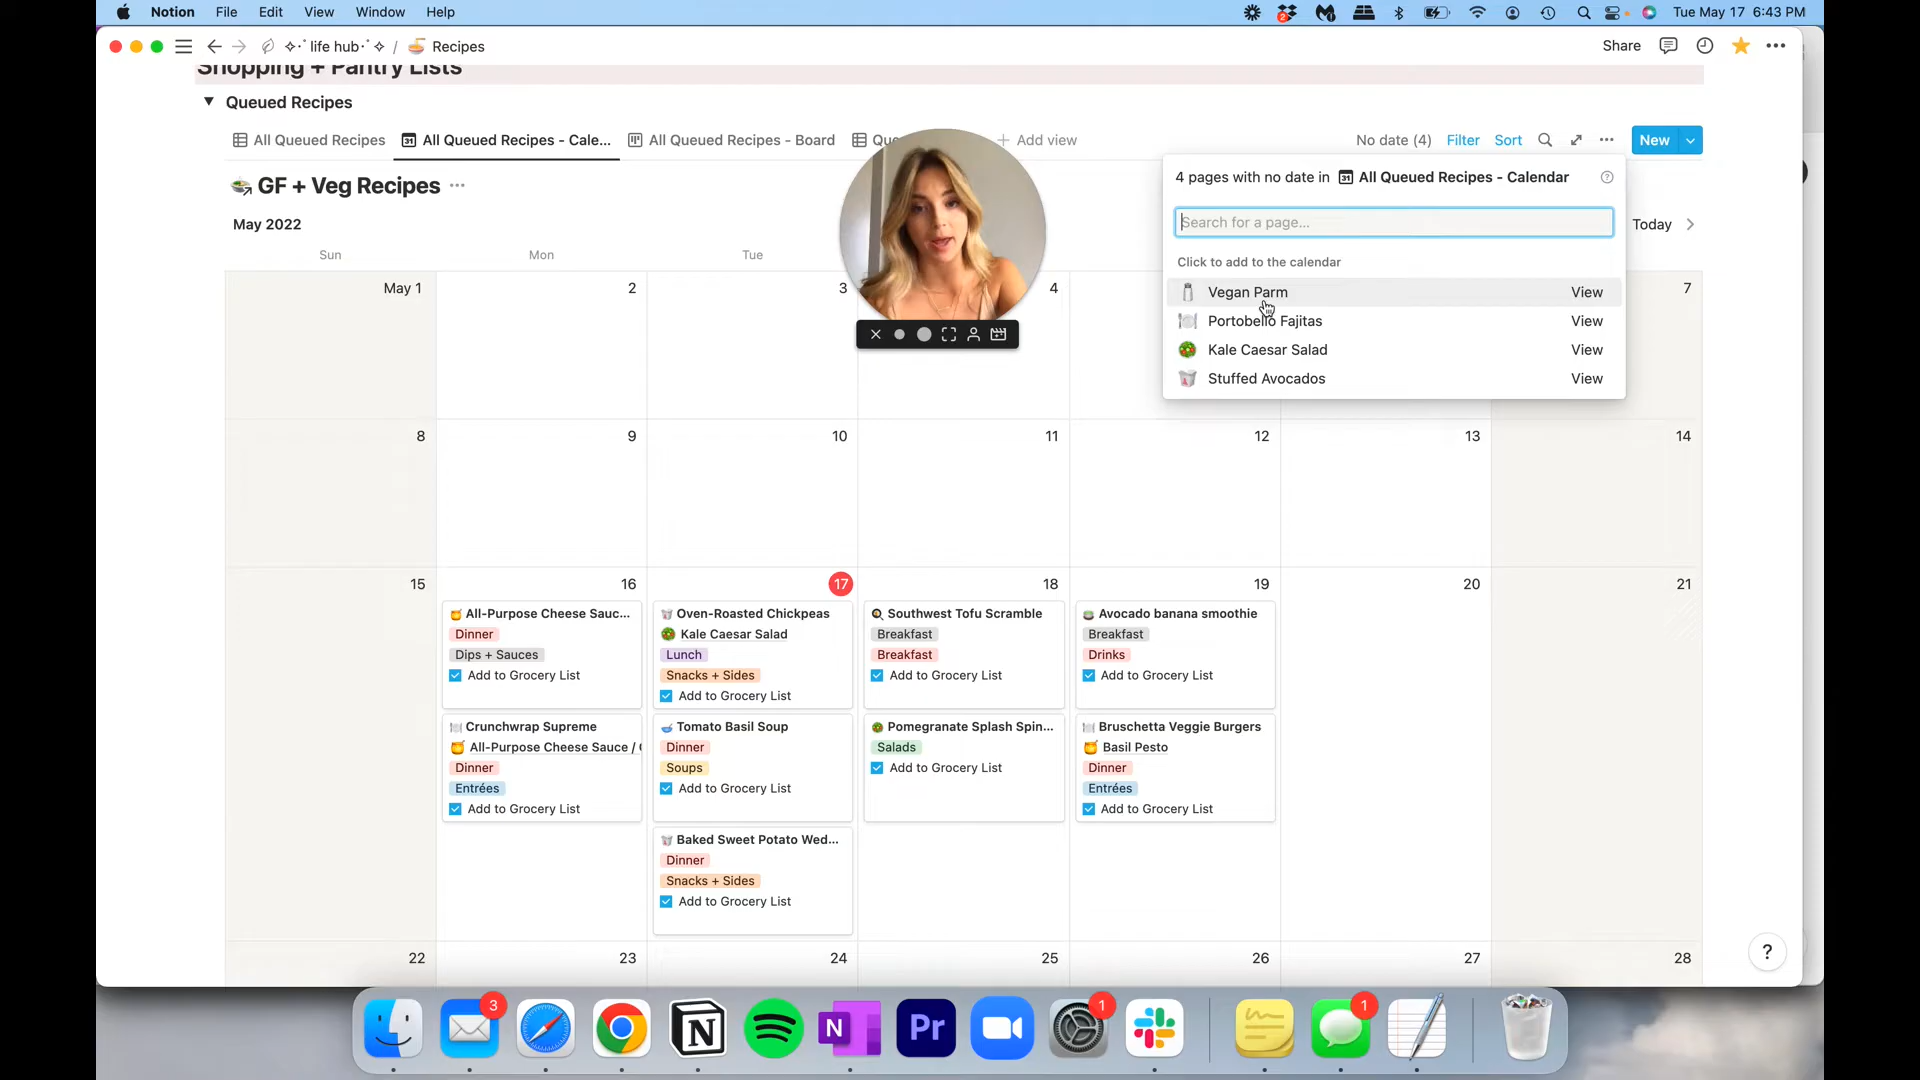 Notion File Edit View Window Help
2
Tue May 17 6:43 PM
✧･ﾟ life hub･ﾟ✧ / Recipes
Share
Shopping + Pantry Lists
Queued Recipes
All Queued Recipes
All Queued Recipes - Cale...
All Queued Recipes - Board
Add view
No date (4) Filter Sort
New
GF + Veg Recipes
4 pages with no date in All Queued Recipes - Calendar
Search for a page...
Click to add to the calendar
Vegan Parm View
Portobello Fajitas View
Kale Caesar Salad View
Stuffed Avocados View
May 2022
Today
Sun Mon Tue
May 1 2 3 4 7
8 9 10 11 12 13 14
15 16 17 18 19 20 21
All-Purpose Cheese Sauc...
Dinner
Dips + Sauces
Add to Grocery List
Crunchwrap Supreme
All-Purpose Cheese Sauce /
Dinner
Entrées
Add to Grocery List
Oven-Roasted Chickpeas
Kale Caesar Salad
Lunch
Snacks + Sides
Add to Grocery List
Tomato Basil Soup
Dinner
Soups
Add to Grocery List
Baked Sweet Potato Wed...
Dinner
Snacks + Sides
Add to Grocery List
Southwest Tofu Scramble
Breakfast
Breakfast
Add to Grocery List
Pomegranate Splash Spin...
Salads
Add to Grocery List
Avocado banana smoothie
Breakfast
Drinks
Add to Grocery List
Bruschetta Veggie Burgers
Basil Pesto
Dinner
Entrées
Add to Grocery List
22 23 24 25 26 27 28
?
3
N
N
Pr
1
1